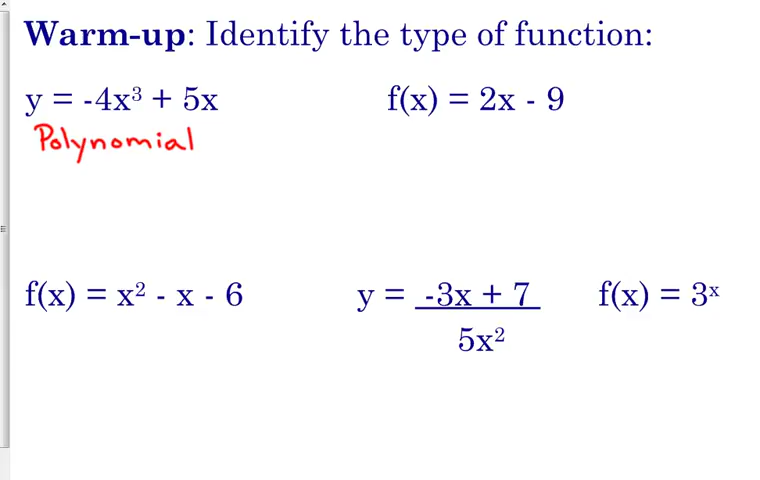 Warm-up: Identify the type of function:
y = -4x³ + 5x f(x) = 2x - 9
Polynomial
f(x) = x² - x - 6 y = -3x + 7 f(x) = 3ˣ
5x²